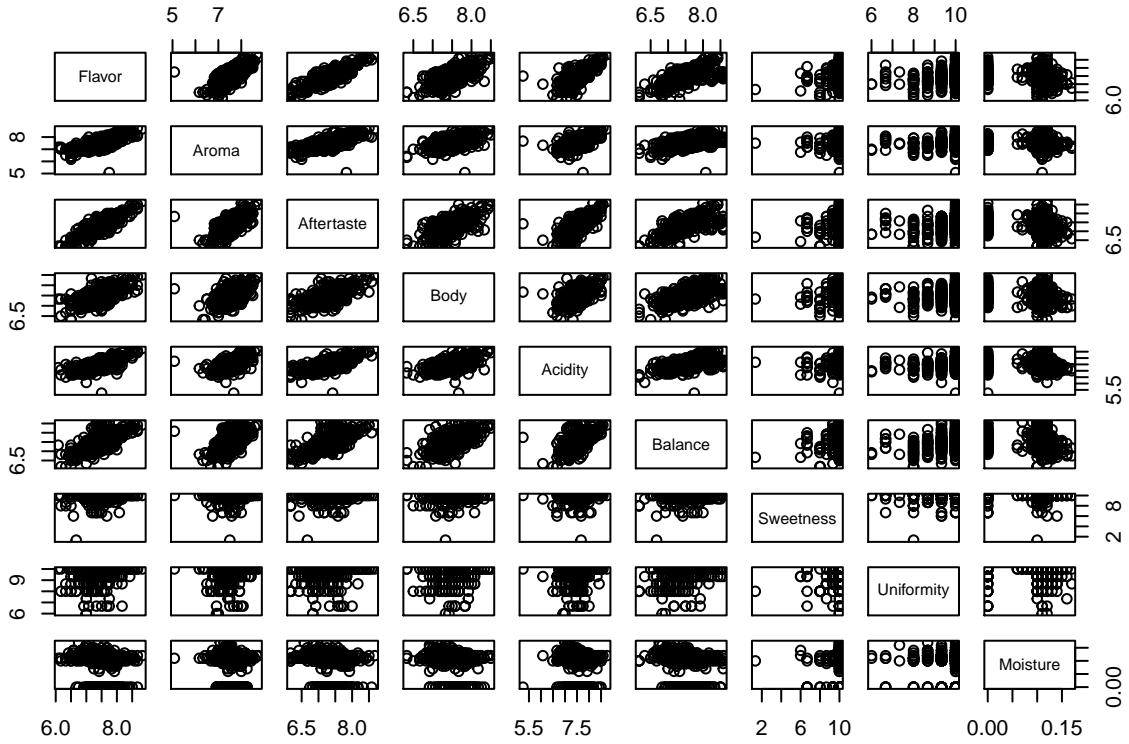 5 7 6.5 8.0 6.5 8.0 6 8 10
Flavor 6.0
8 5 Aroma
Aftertaste 6.5
6.5 Body
Acidity 5.5
6.5 Balance
Sweetness 8 2
9 6 Uniformity
Moisture 0.00
6.0 8.0 6.5 8.0 5.5 7.5 2 6 10 0.00 0.15